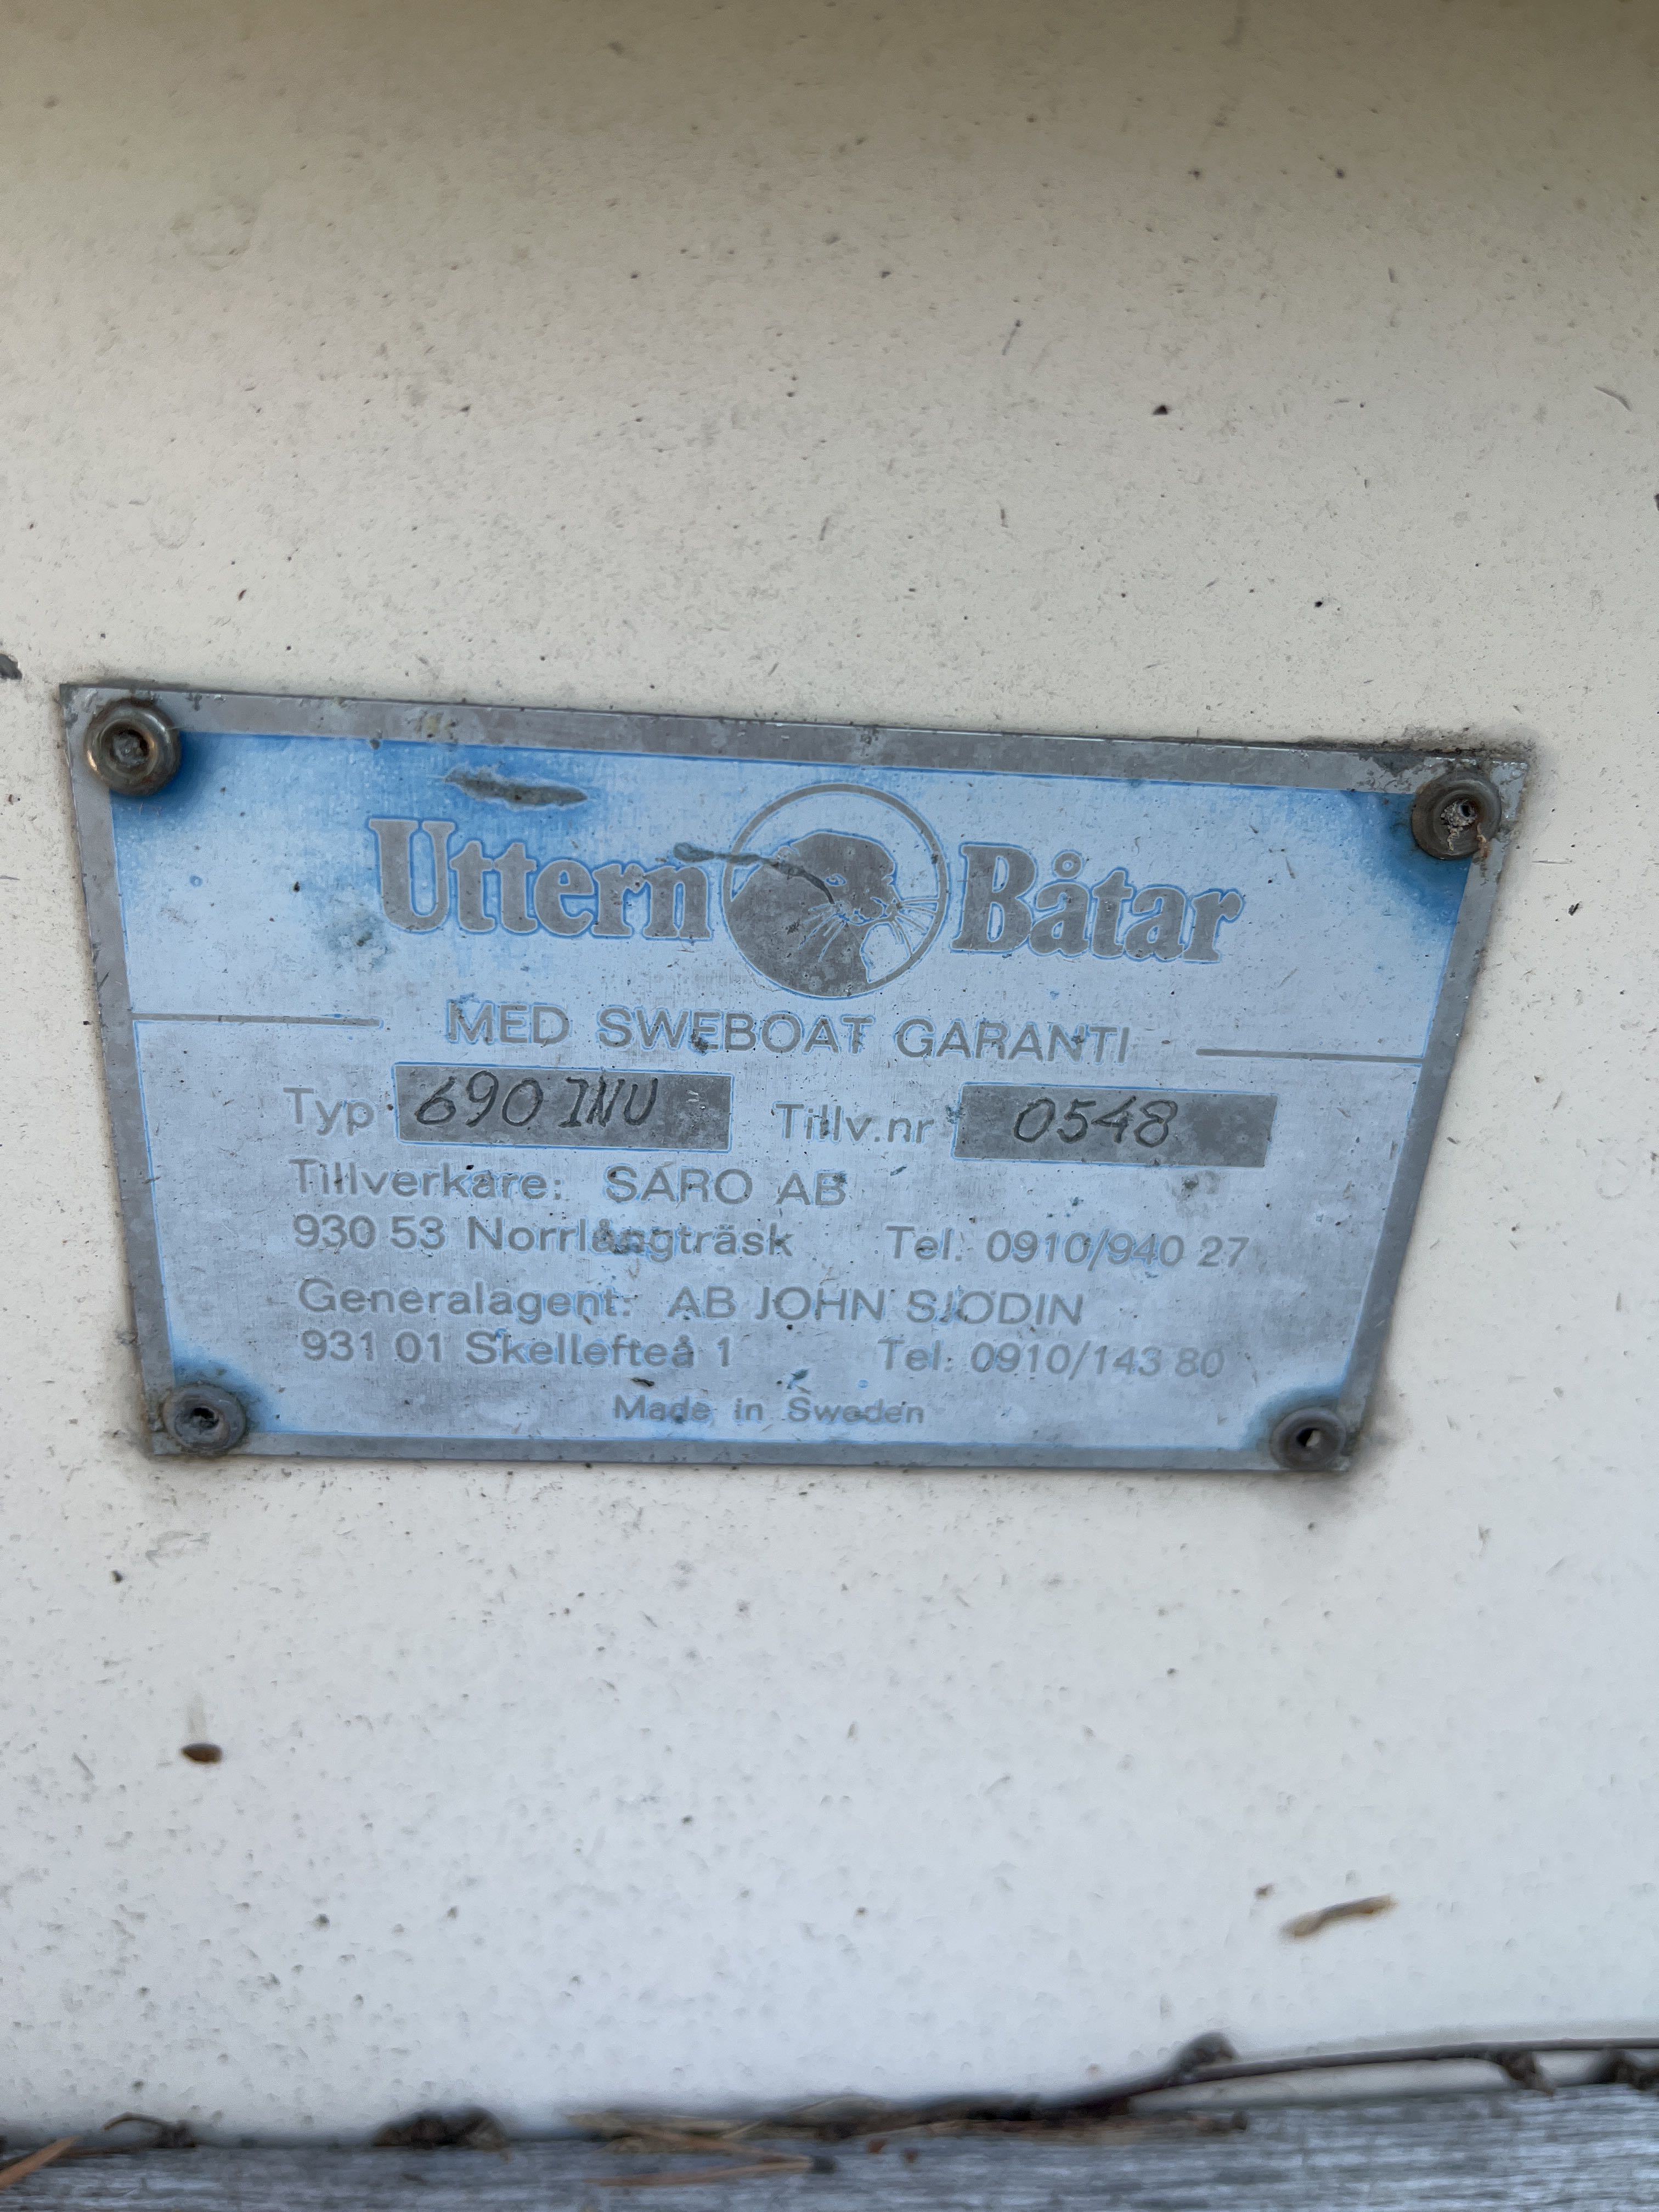 Uttern Båtar
MED SWEBOAT GARANTI
Typ 690 INU Tillv.nr 0548
Tillverkare: SARO AB
930 53 Norrlångträsk Tel. 0910/940 27
Generalagent: AB JOHN SJÖDIN
931 01 Skellefteå 1 Tel. 0910/143 80
Made in Sweden